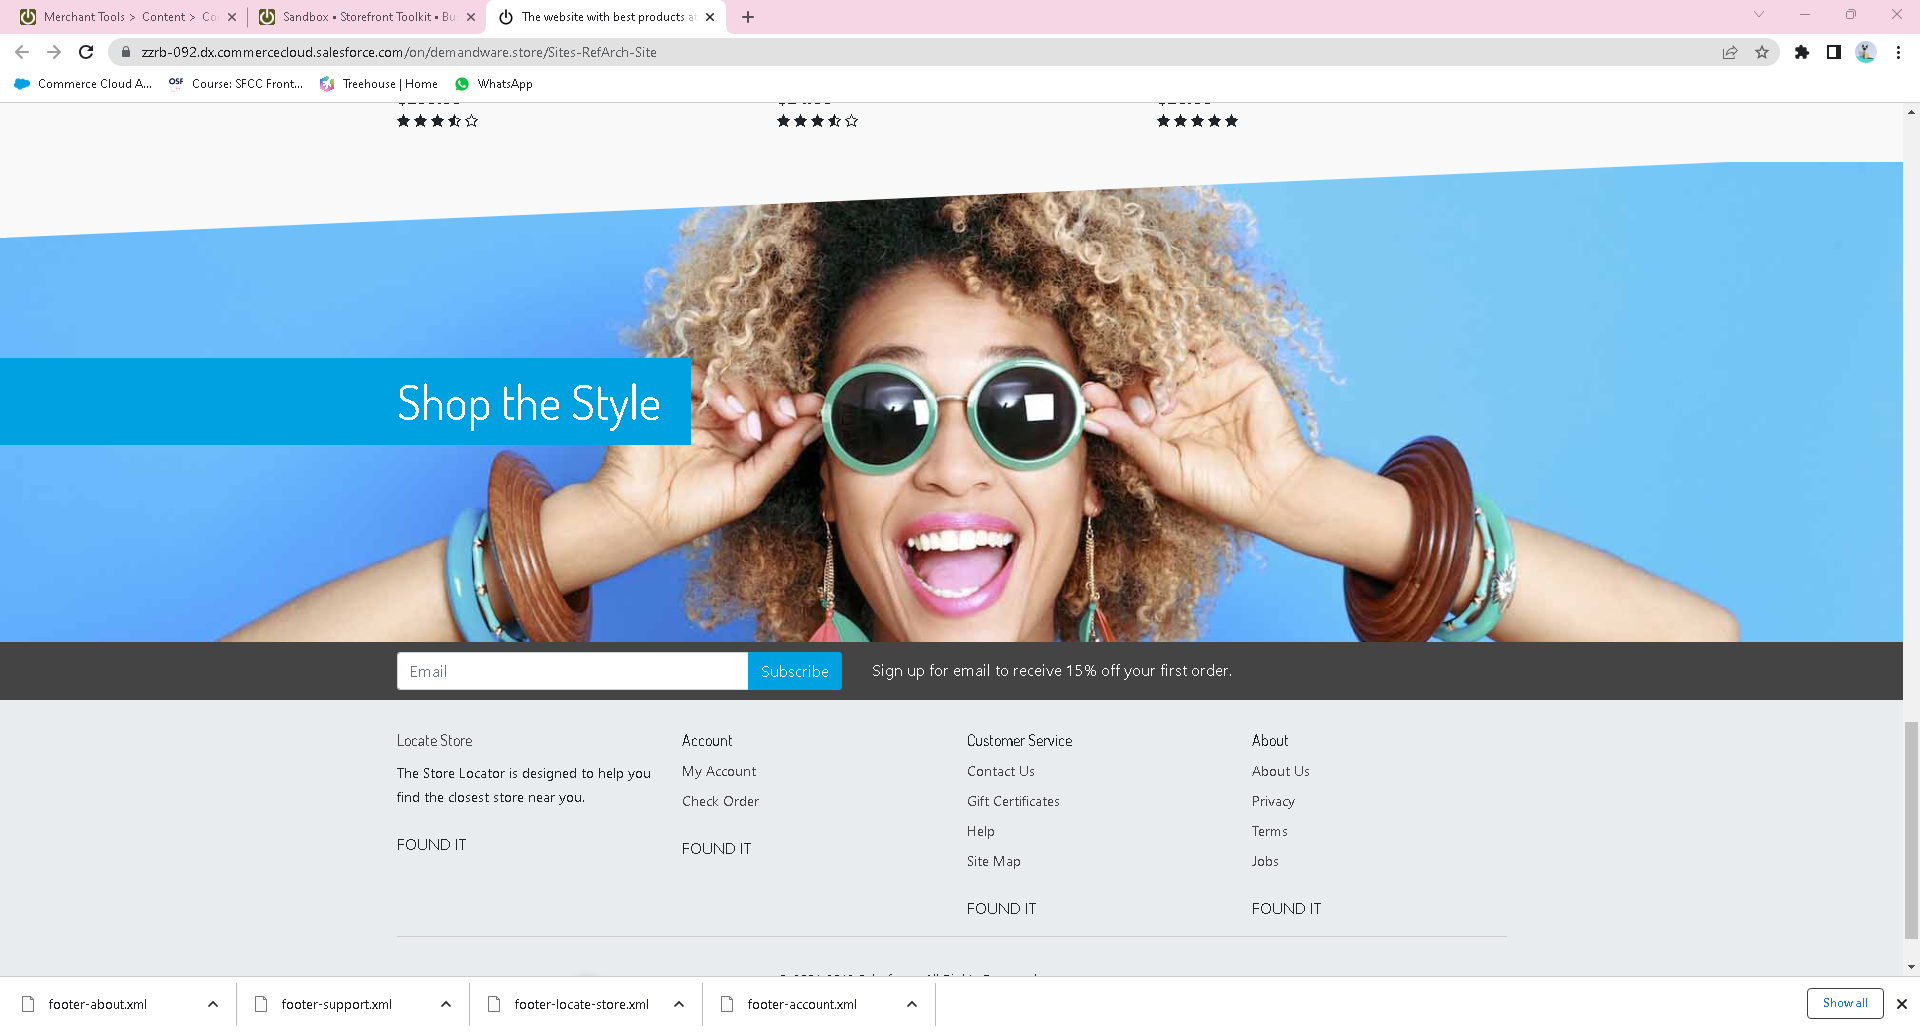 Merchant Tools > Content > Co
Sandbox • Storefront Toolkit • Bu
The website with best products a
zzrb-092.dx.commercecloud.salesforce.com/on/demandware.store/Sites-RefArch-Site
Commerce Cloud A...
OSF
Course: SFCC Front...
Treehouse | Home
WhatsApp
Shop the Style
Email
Subscribe
Sign up for email to receive 15% off your first order.
Locate Store
The Store Locator is designed to help you
find the closest store near you.
FOUND IT
Account
My Account
Check Order
FOUND IT
Customer Service
Contact Us
Gift Certificates
Help
Site Map
FOUND IT
About
About Us
Privacy
Terms
Jobs
FOUND IT
footer-about.xml
footer-support.xml
footer-locate-store.xml
footer-account.xml
Show all